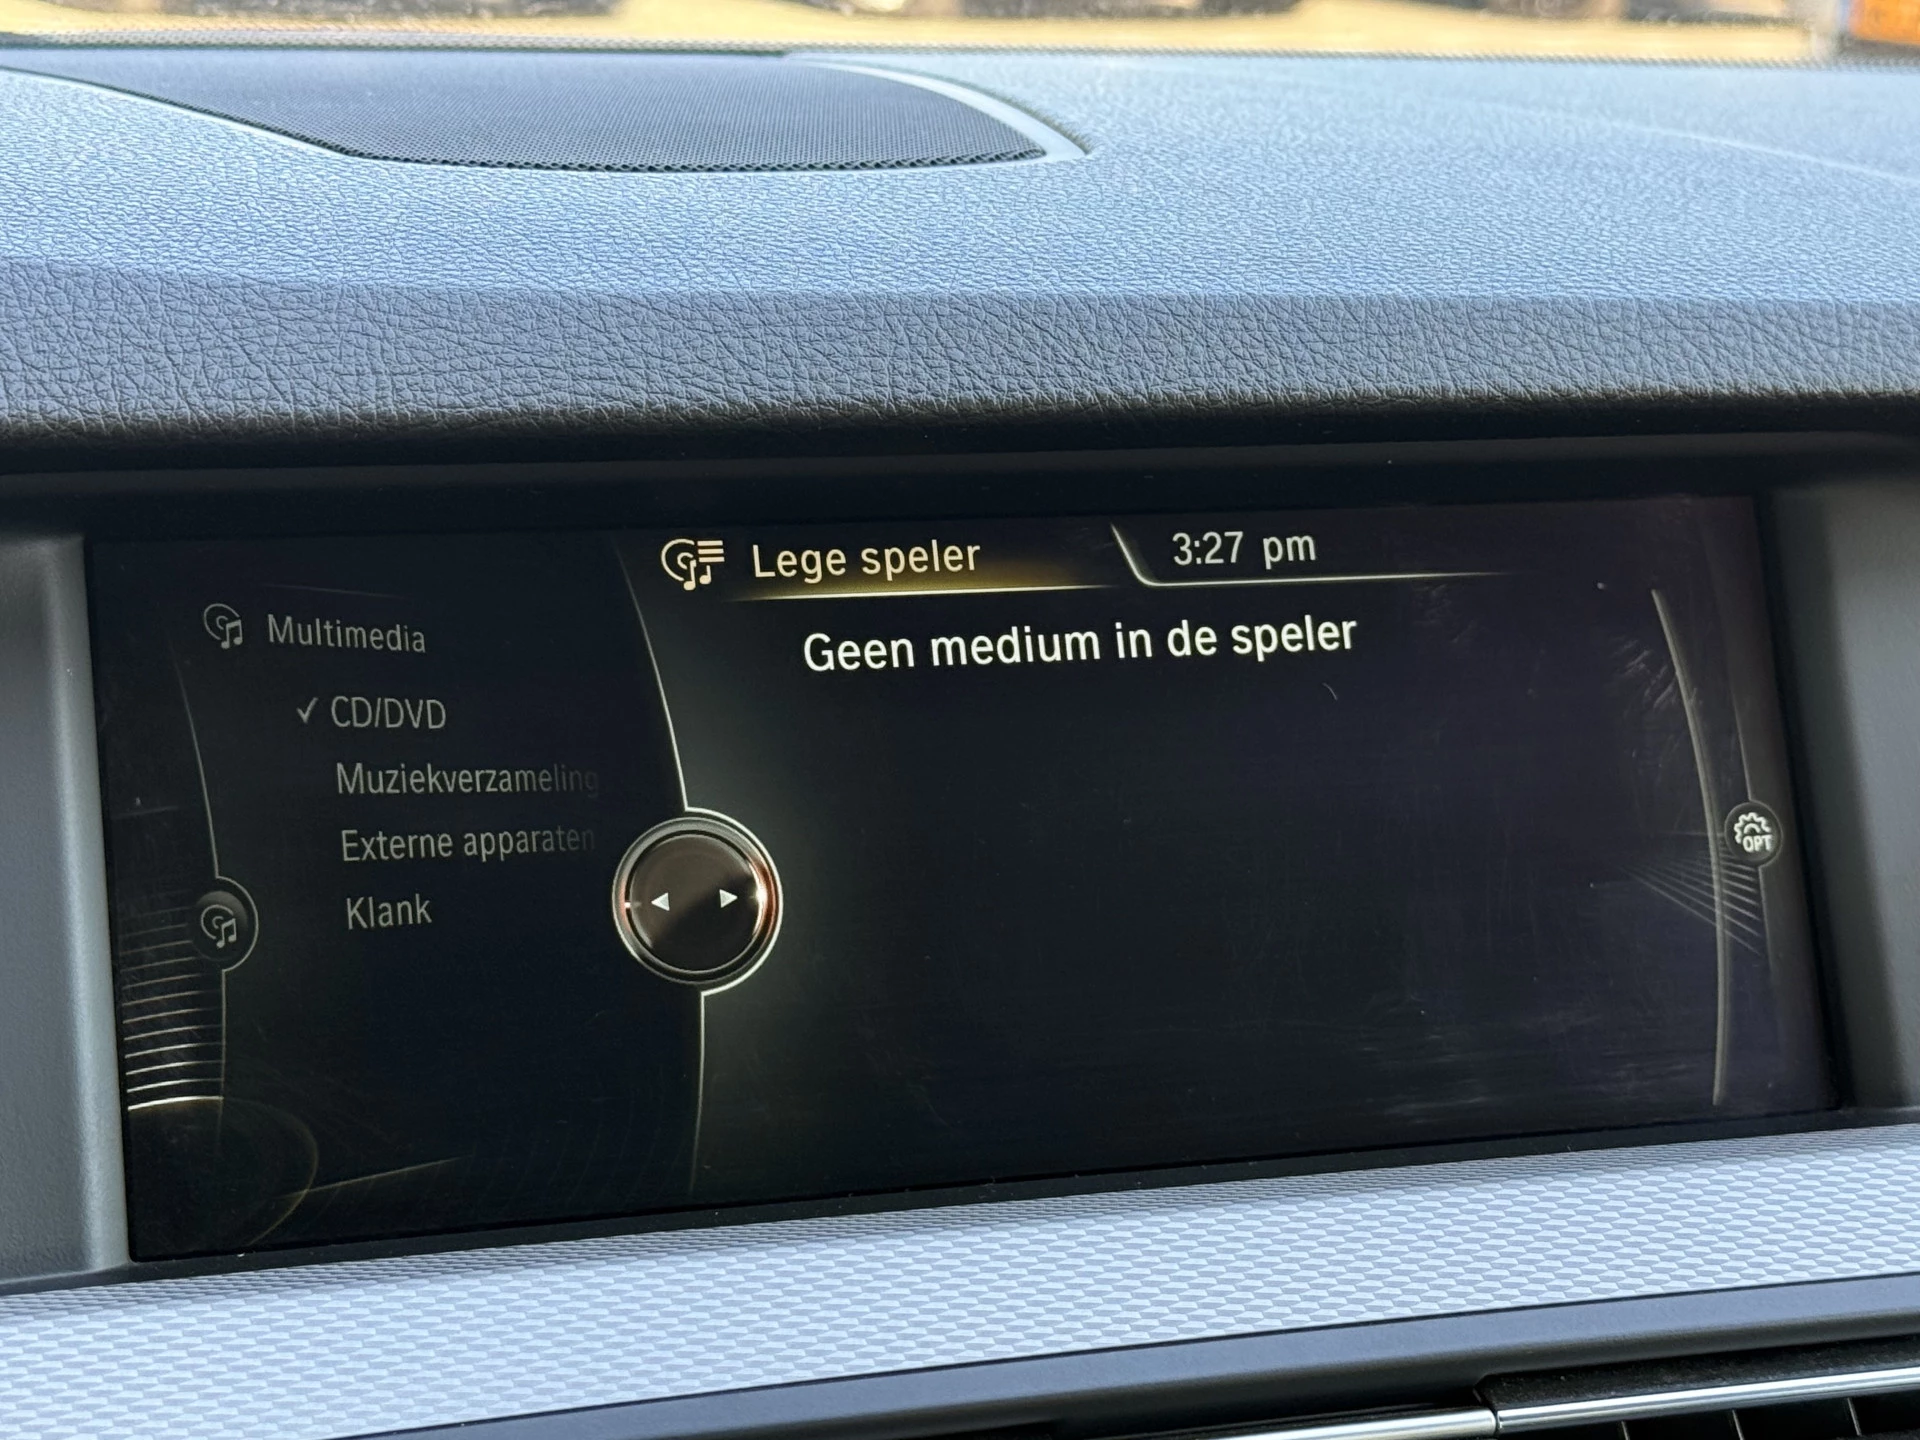 Lege speler
3:27 pm
Multimedia
✓ CD/DVD
Muziekverzameling
Externe apparaten
Klank
Geen medium in de speler
OPT